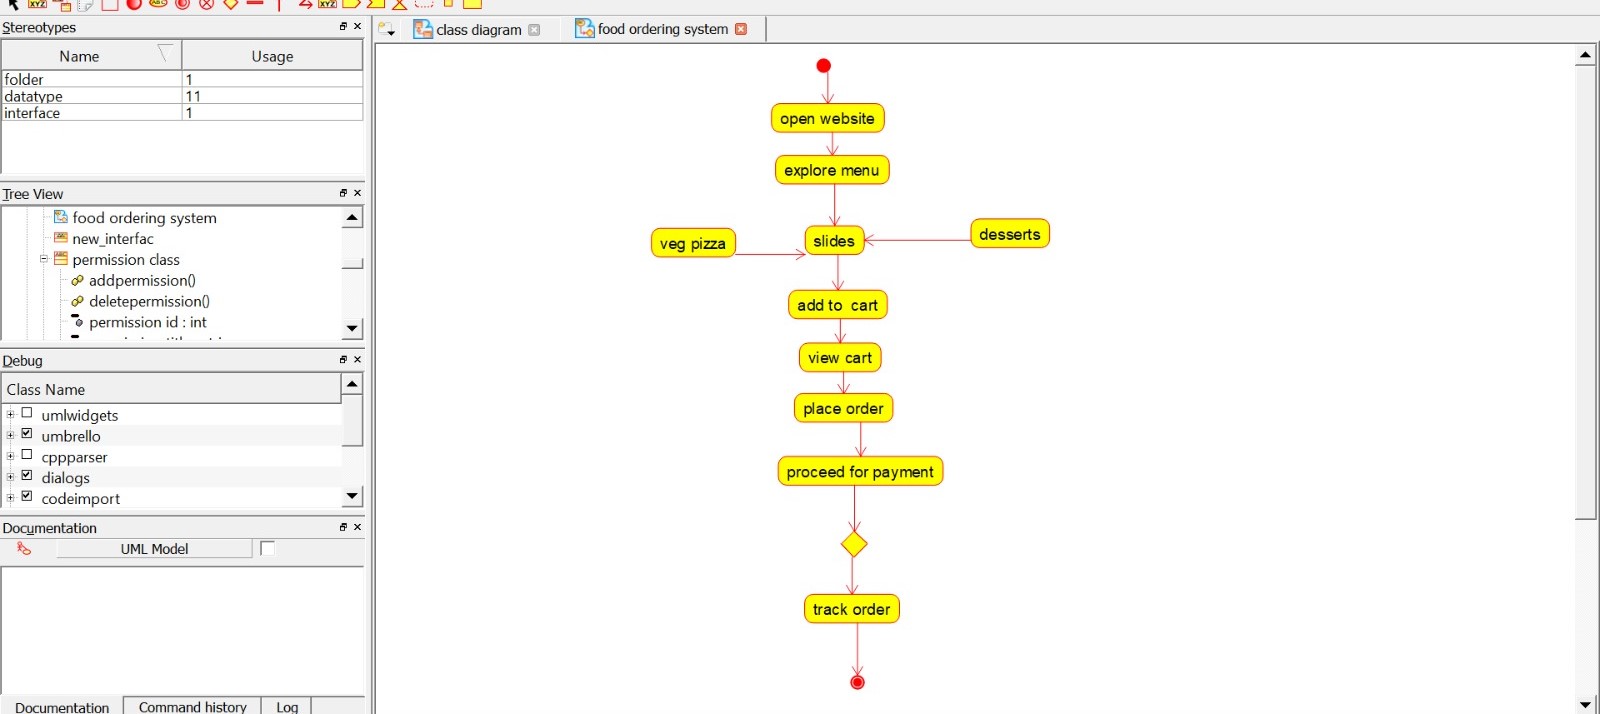 Stereotypes
class diagram
food ordering system
Name Usage
folder 1
datatype 11
interface 1
Tree View
food ordering system
new_interfac
permission class
addpermission()
deletepermission()
permission id : int
Debug
Class Name
umlwidgets
umbrello
cppparser
dialogs
codeimport
Documentation
UML Model
Documentation Command history Log
open website
explore menu
veg pizza
slides
desserts
add to cart
view cart
place order
proceed for payment
track order